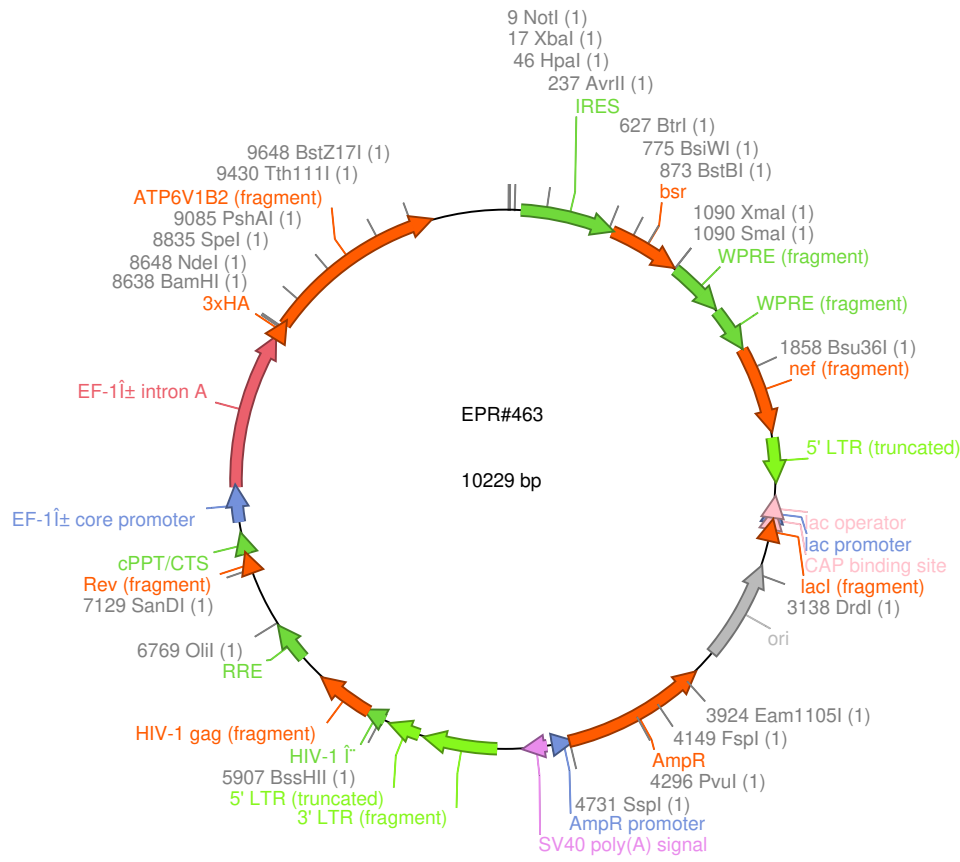 9 NotI (1)
17 XbaI (1)
46 HpaI (1)
237 AvrII (1)
IRES
627 BtrI (1)
775 BsiWI (1)
873 BstBI (1)
bsr
1090 XmaI (1)
1090 SmaI (1)
WPRE (fragment)
WPRE (fragment)
1858 Bsu36I (1)
nef (fragment)
5' LTR (truncated)
lac operator
lac promoter
CAP binding site
lacI (fragment)
3138 DrdI (1)
ori
3924 Eam1105I (1)
4149 FspI (1)
AmpR
4296 PvuI (1)
4731 SspI (1)
AmpR promoter
SV40 poly(A) signal
3' LTR (fragment)
5' LTR (truncated)
5907 BssHII (1)
HIV-1 Î¨
HIV-1 gag (fragment)
RRE
6769 OliI (1)
7129 SanDI (1)
Rev (fragment)
cPPT/CTS
EF-1Î± core promoter
EF-1Î± intron A
3xHA
8638 BamHI (1)
8648 NdeI (1)
8835 SpeI (1)
9085 PshAI (1)
ATP6V1B2 (fragment)
9430 Tth111I (1)
9648 BstZ17I (1)
EPR#463
10229 bp